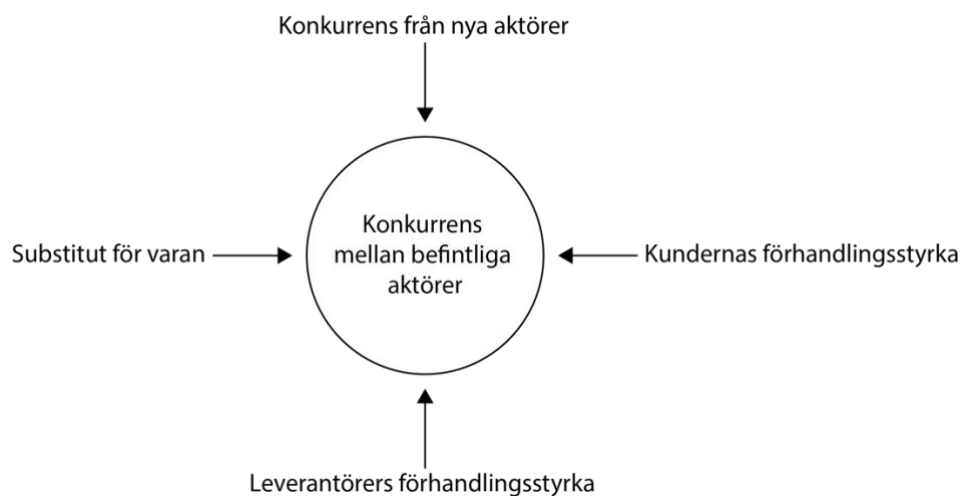 Konkurrens från nya aktörer
Substitut för varan
Konkurrens
mellan befintliga
aktörer
Kundernas förhandlingsstyrka
Leverantörers förhandlingsstyrka